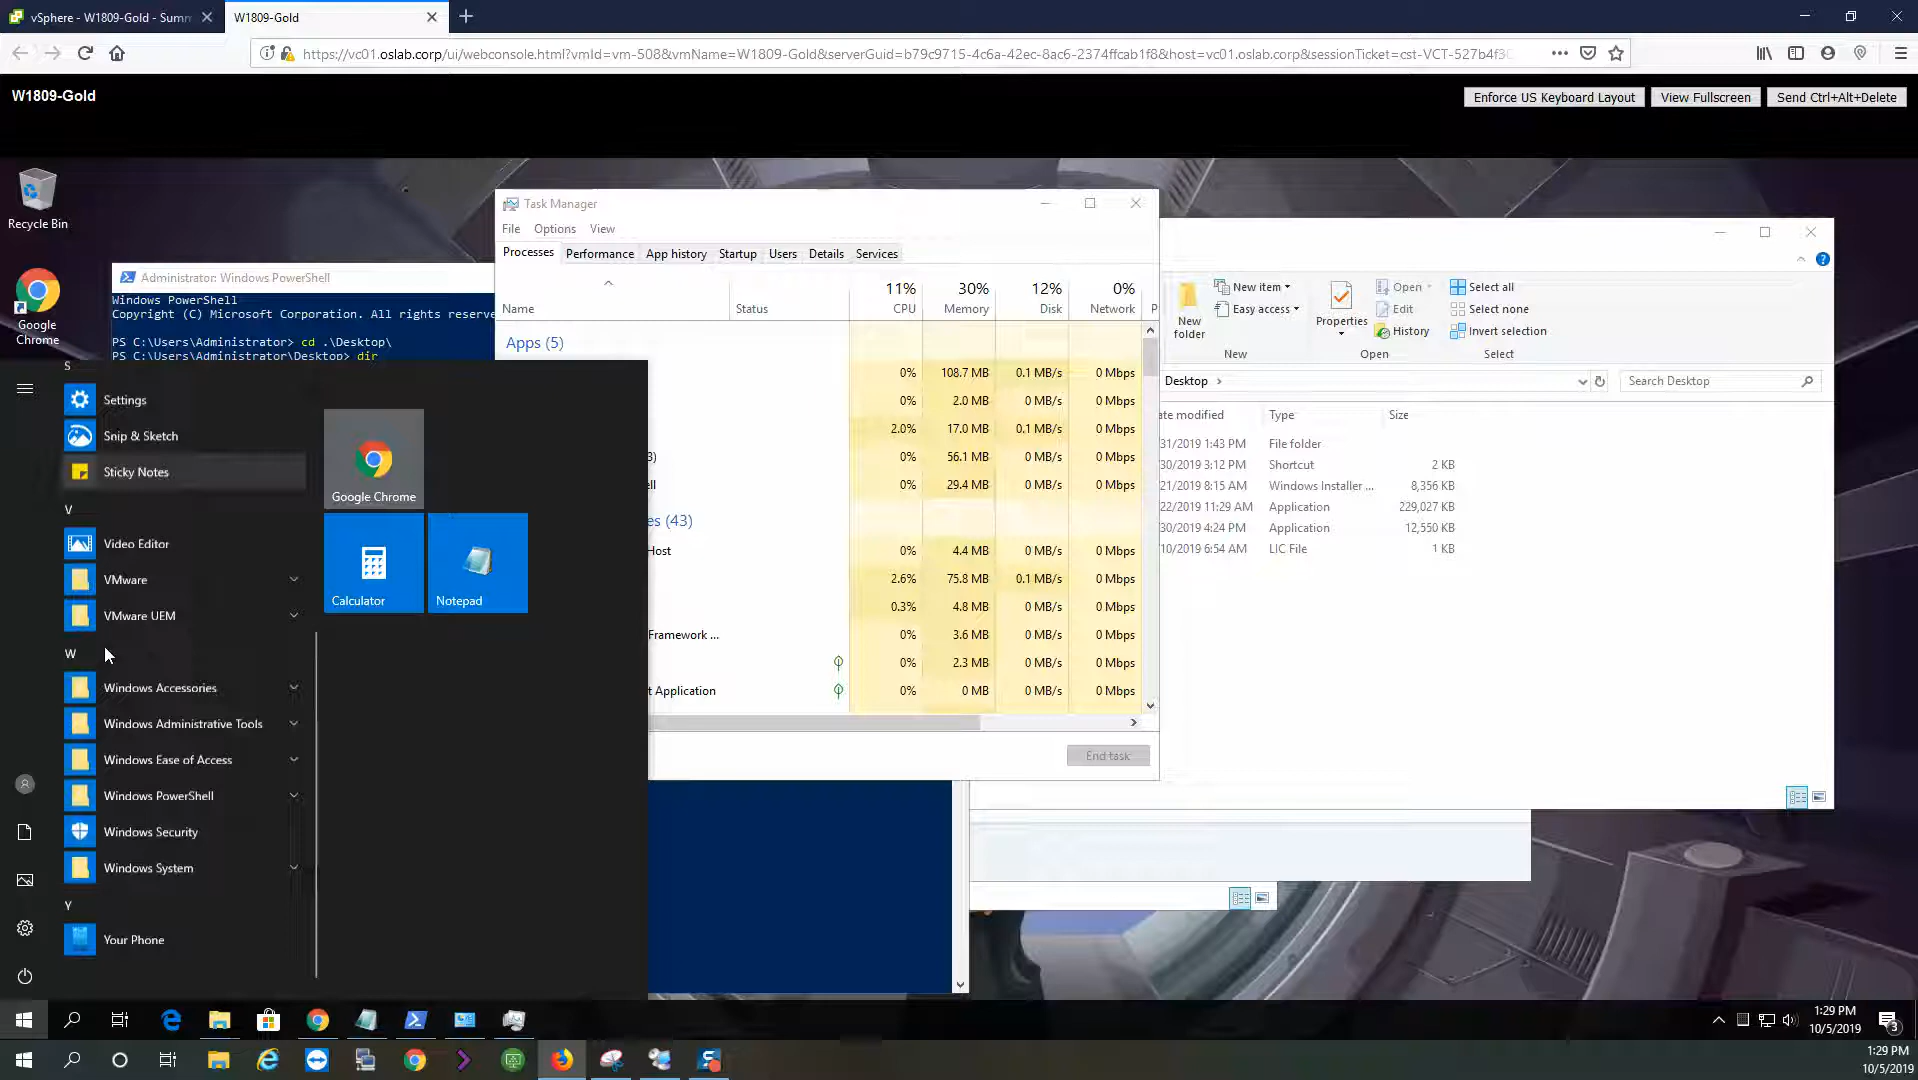 vSphere - W1809-Gold - Summ
W1809-Gold
https://vc01.oslab.corp/ui/webconsole.html?vmId=vm-508&vmName=W1809-Gold&serverGuid=b79c9715-4c6a-42ec-8ac6-2374ffcab1f8&host=vc01.oslab.corp&sessionTicket=cst-VCT-527b4f30
W1809-Gold
Enforce US Keyboard Layout
View Fullscreen
Send Ctrl+Alt+Delete
Recycle Bin
Google Chrome
Administrator: Windows PowerShell
Windows PowerShell
Copyright (C) Microsoft Corporation. All rights reserve
PS C:\Users\Administrator> cd .\Desktop\
PS C:\Users\Administrator\Desktop> dir
Task Manager
File Options View
Processes Performance App history Startup Users Details Services
11% 30% 12% 0%
Name Status CPU Memory Disk Network P
Apps (5)
0% 108.7 MB 0.1 MB/s 0 Mbps
0% 2.0 MB 0 MB/s 0 Mbps
2.0% 17.0 MB 0.1 MB/s 0 Mbps
3) 0% 56.1 MB 0 MB/s 0 Mbps
ell 0% 29.4 MB 0 MB/s 0 Mbps
es (43)
Host 0% 4.4 MB 0 MB/s 0 Mbps
2.6% 75.8 MB 0.1 MB/s 0 Mbps
0.3% 4.8 MB 0 MB/s 0 Mbps
Framework ... 0% 3.6 MB 0 MB/s 0 Mbps
0% 2.3 MB 0 MB/s 0 Mbps
t Application 0% 0 MB 0 MB/s 0 Mbps
End task
New folder
New item
Easy access
New
Properties
Open
Edit
History
Open
Select all
Select none
Invert selection
Select
Desktop
Search Desktop
ate modified Type Size
31/2019 1:43 PM File folder
30/2019 3:12 PM Shortcut 2 KB
21/2019 8:15 AM Windows Installer ... 8,356 KB
22/2019 11:29 AM Application 229,027 KB
30/2019 4:24 PM Application 12,550 KB
10/2019 6:54 AM LIC File 1 KB
S
Settings
Snip & Sketch
Sticky Notes
V
Video Editor
VMware
VMware UEM
W
Windows Accessories
Windows Administrative Tools
Windows Ease of Access
Windows PowerShell
Windows Security
Windows System
Y
Your Phone
Google Chrome
Calculator
Notepad
1:29 PM
10/5/2019
3
1:29 PM
10/5/2019